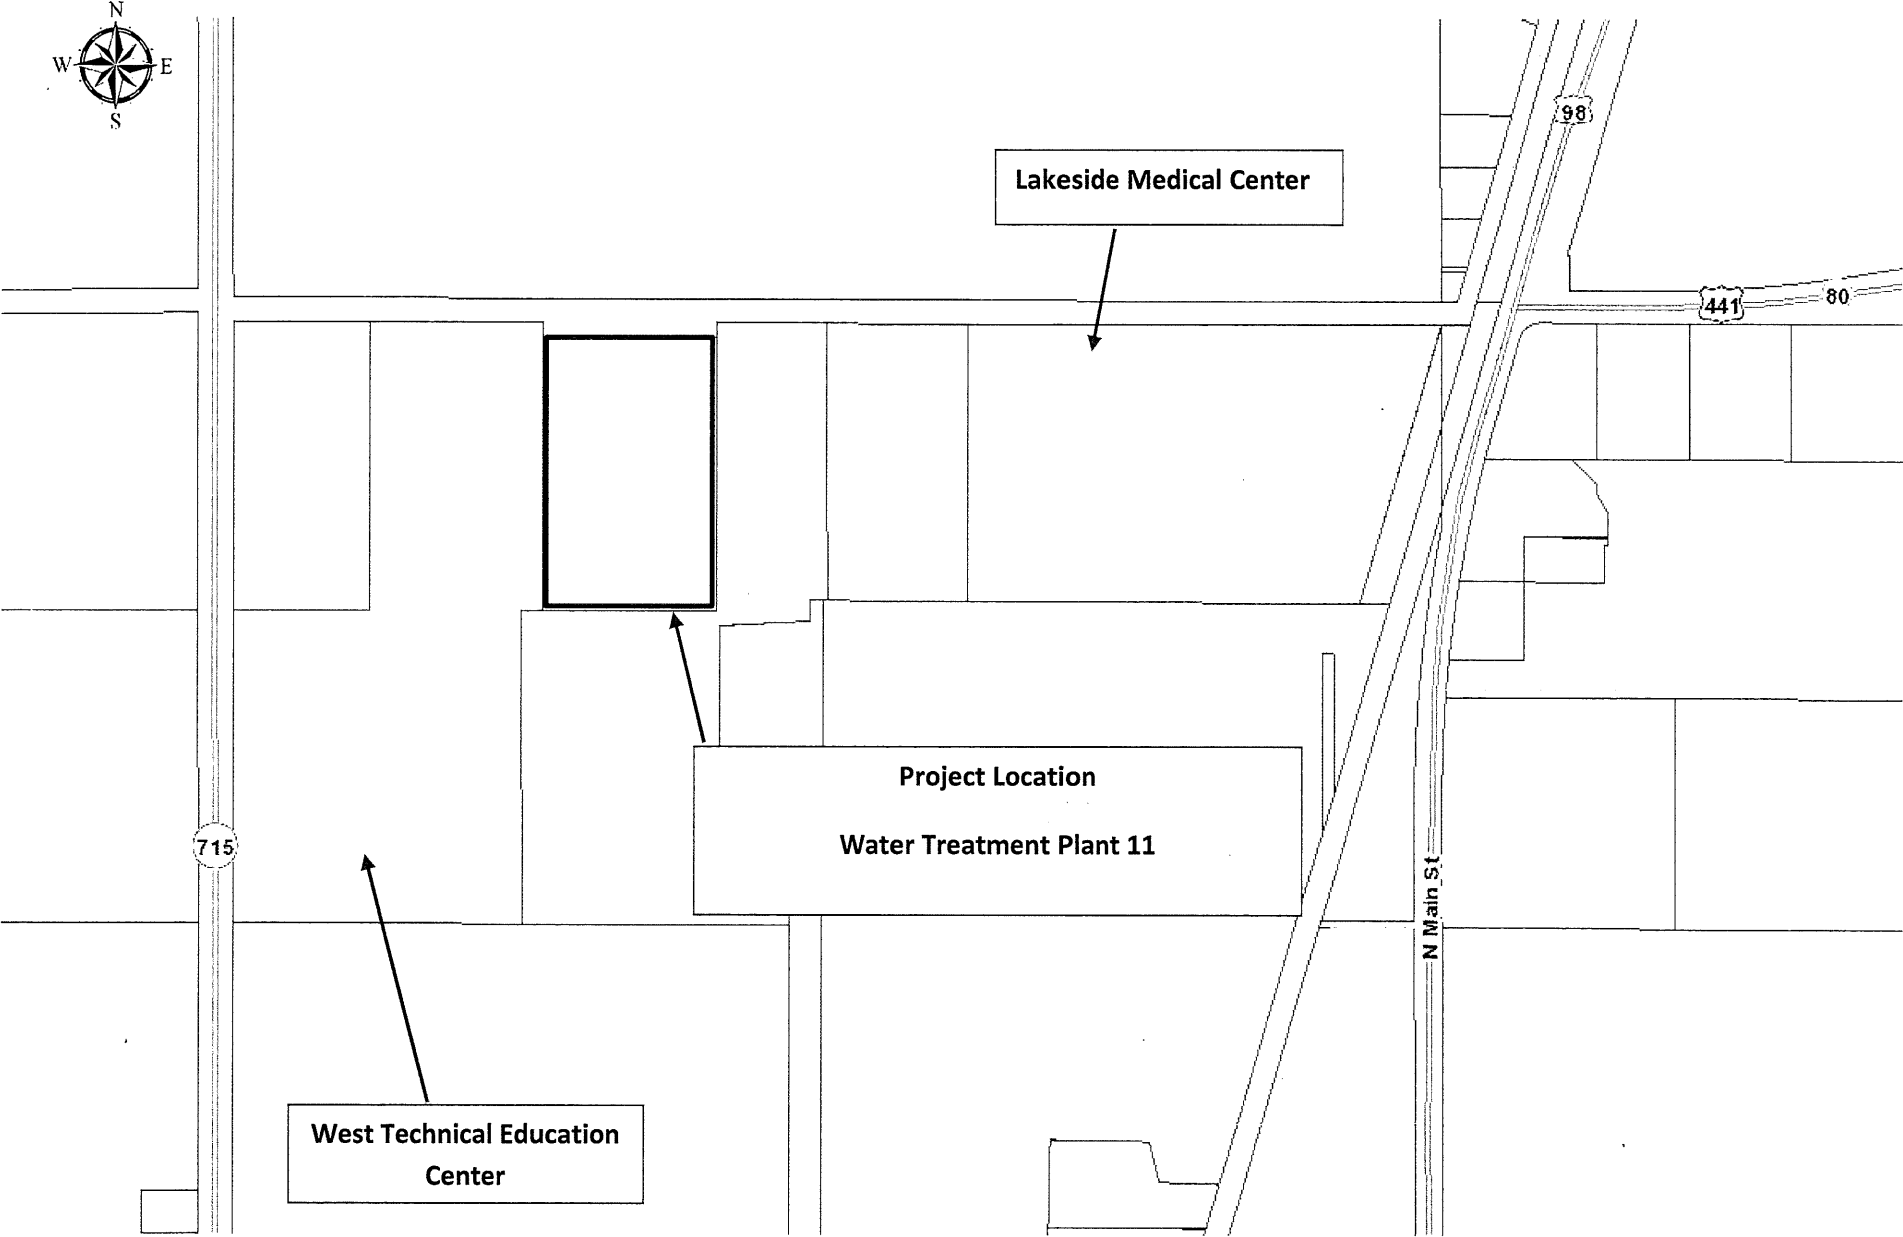 N
W E
S
98
Lakeside Medical Center
441
80
Project Location
Water Treatment Plant 11
715
N Main St
West Technical Education
Center